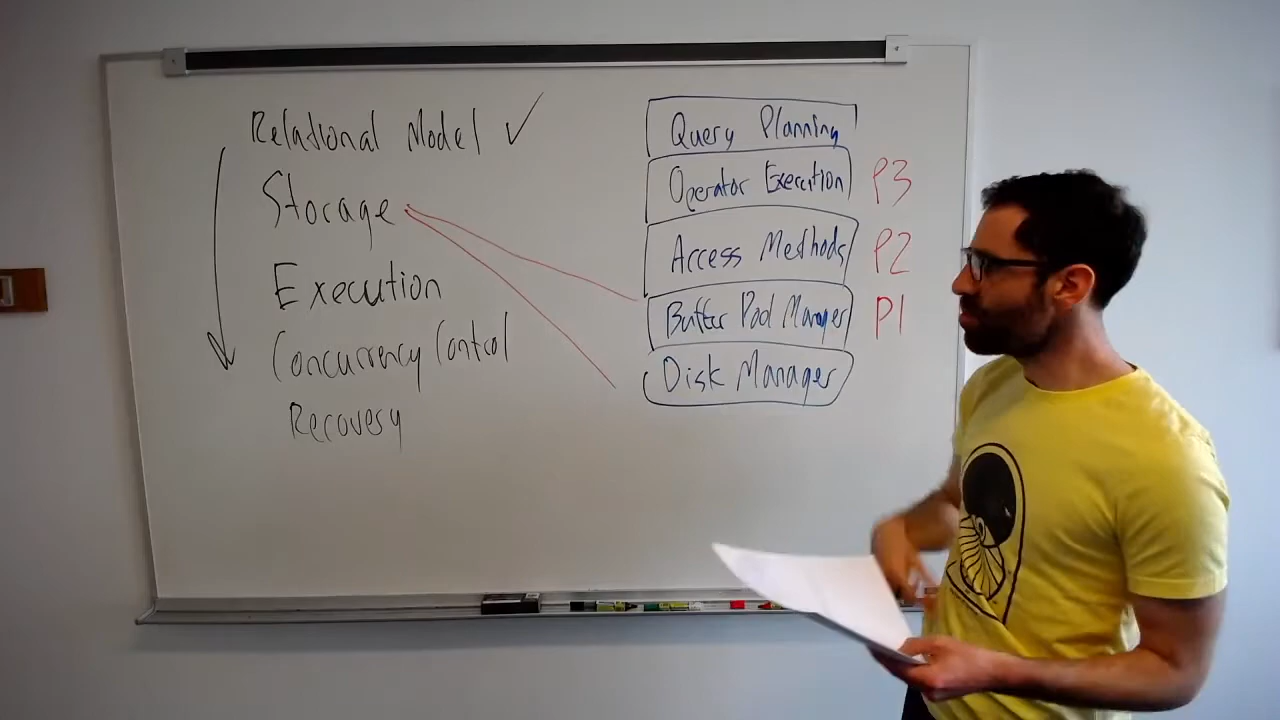 Relational Model ✓
Storage
Execution
Concurrency Control
Recovery
Query Planning
Operator Execution P3
Access Methods P2
Buffer Pool Manager P1
Disk Manager